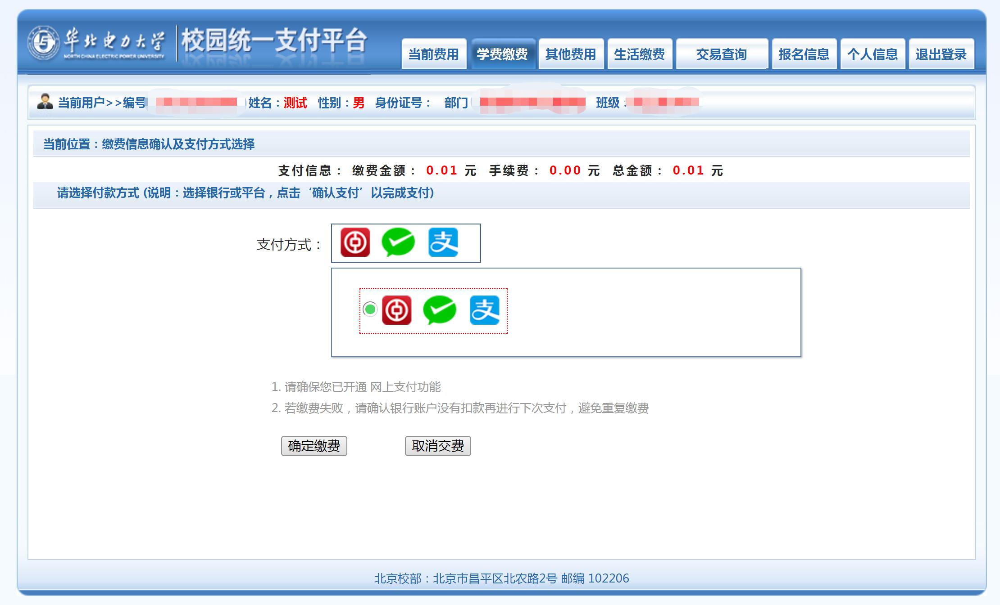 华北电力大学
NORTH CHINA ELECTRIC POWER UNIVERSITY
校园统一支付平台
当前费用 学费缴费 其他费用 生活缴费 交易查询 报名信息 个人信息 退出登录
当前用户>>编号 姓名：测试 性别：男 身份证号： 部门 班级：
当前位置：缴费信息确认及支付方式选择
支付信息： 缴费金额： 0.01 元 手续费： 0.00 元 总金额： 0.01 元
请选择付款方式 (说明：选择银行或平台，点击‘确认支付’以完成支付)
支付方式： 支
支
1. 请确保您已开通 网上支付功能
2. 若缴费失败，请确认银行账户没有扣款再进行下次支付，避免重复缴费
确定缴费 取消交费
北京校部：北京市昌平区北农路2号 邮编 102206